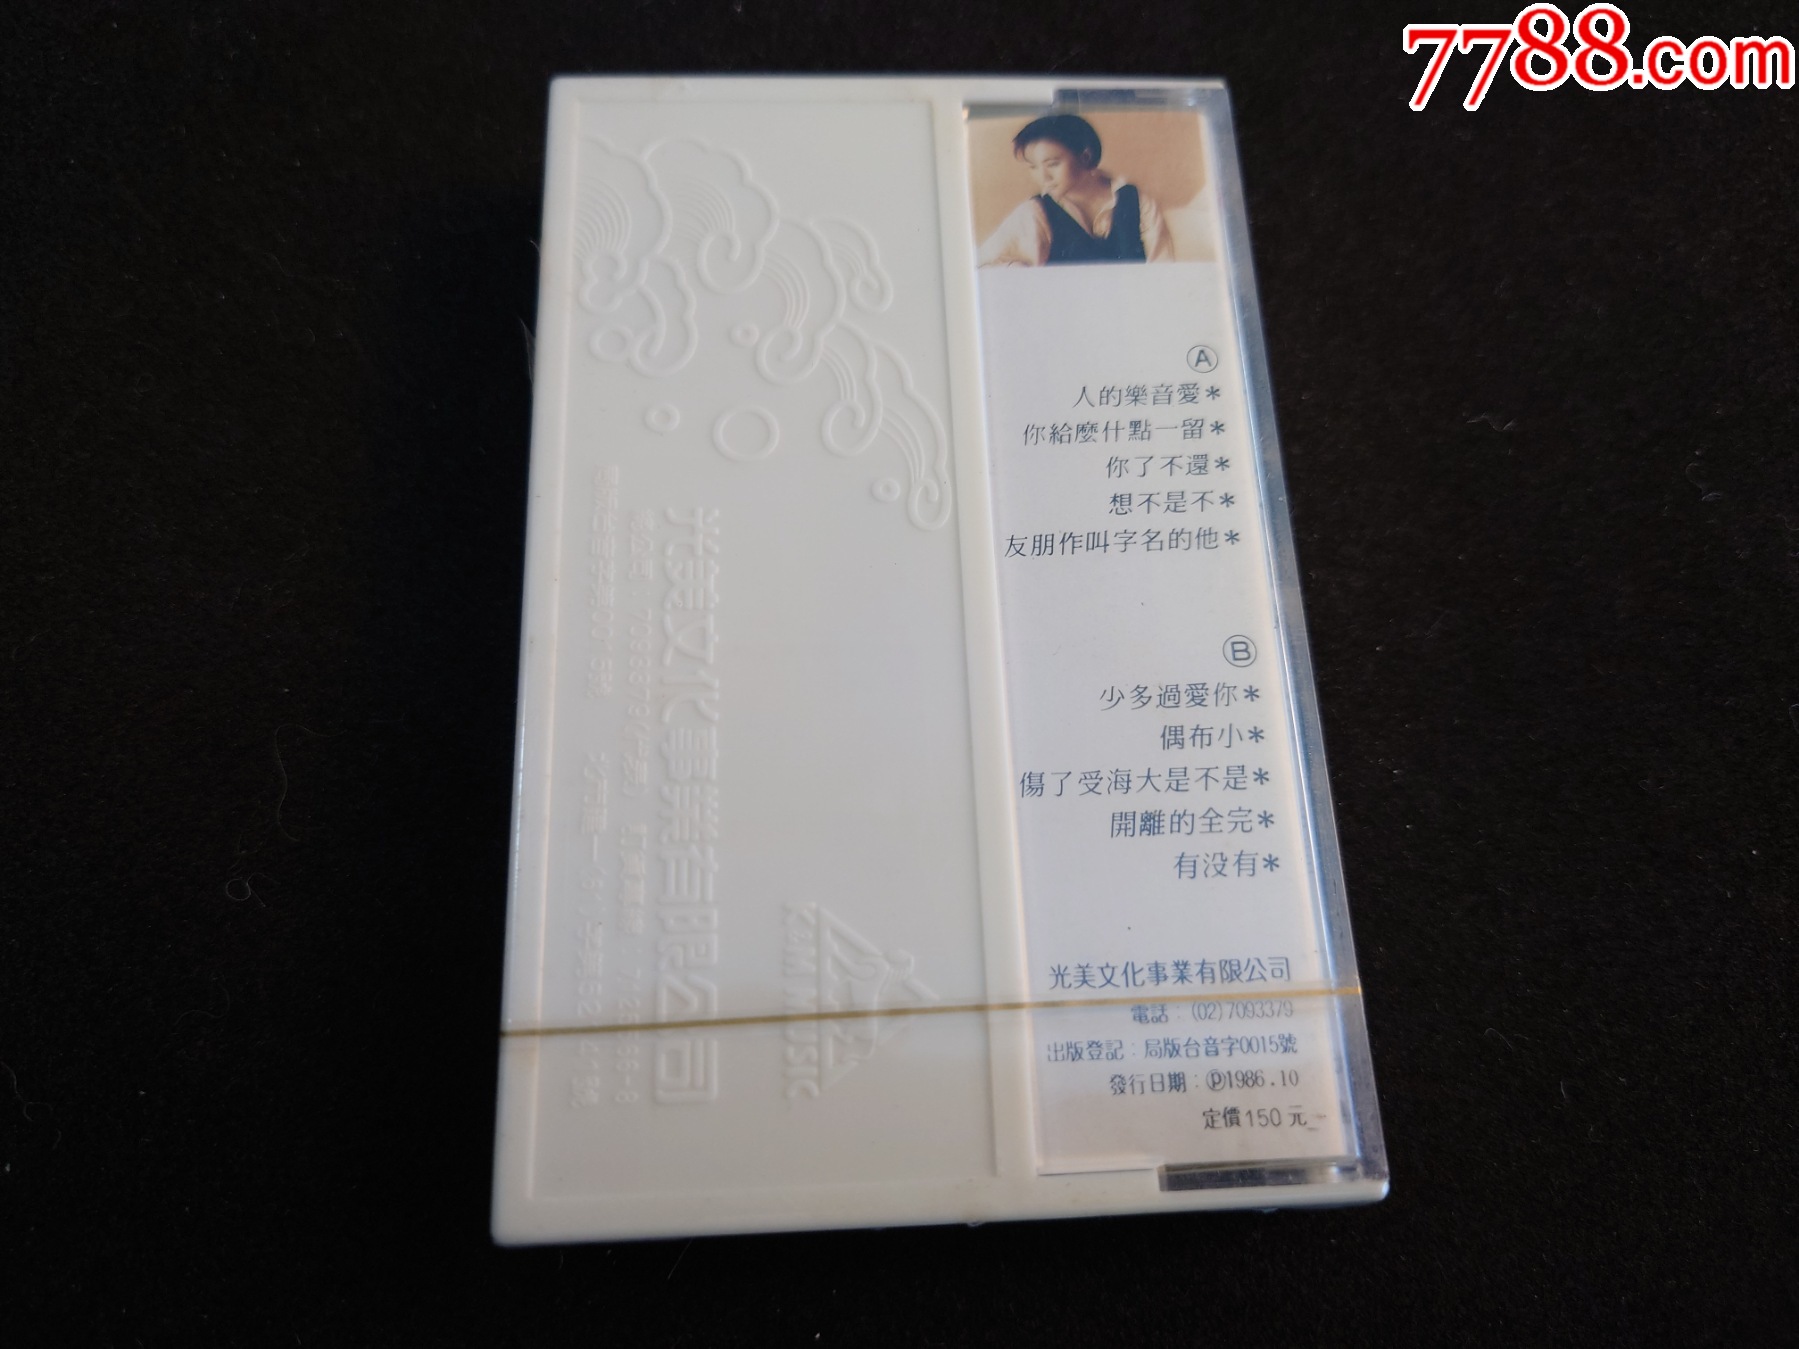 7788.com
Ⓐ
*愛音樂的人
*留一點什麼給你
*還不了你
*不是不想
*他的名字叫作朋友
Ⓑ
*你愛過多少
*小布偶
*是不是大海受了傷
*完全的離開
*有没有
光美文化事業有限公司
電話：(02)7093379
出版登記：局版台音字0015號
發行日期：Ⓟ1986.10
定價150元
K&M MUSIC
光美文化事業有限公司